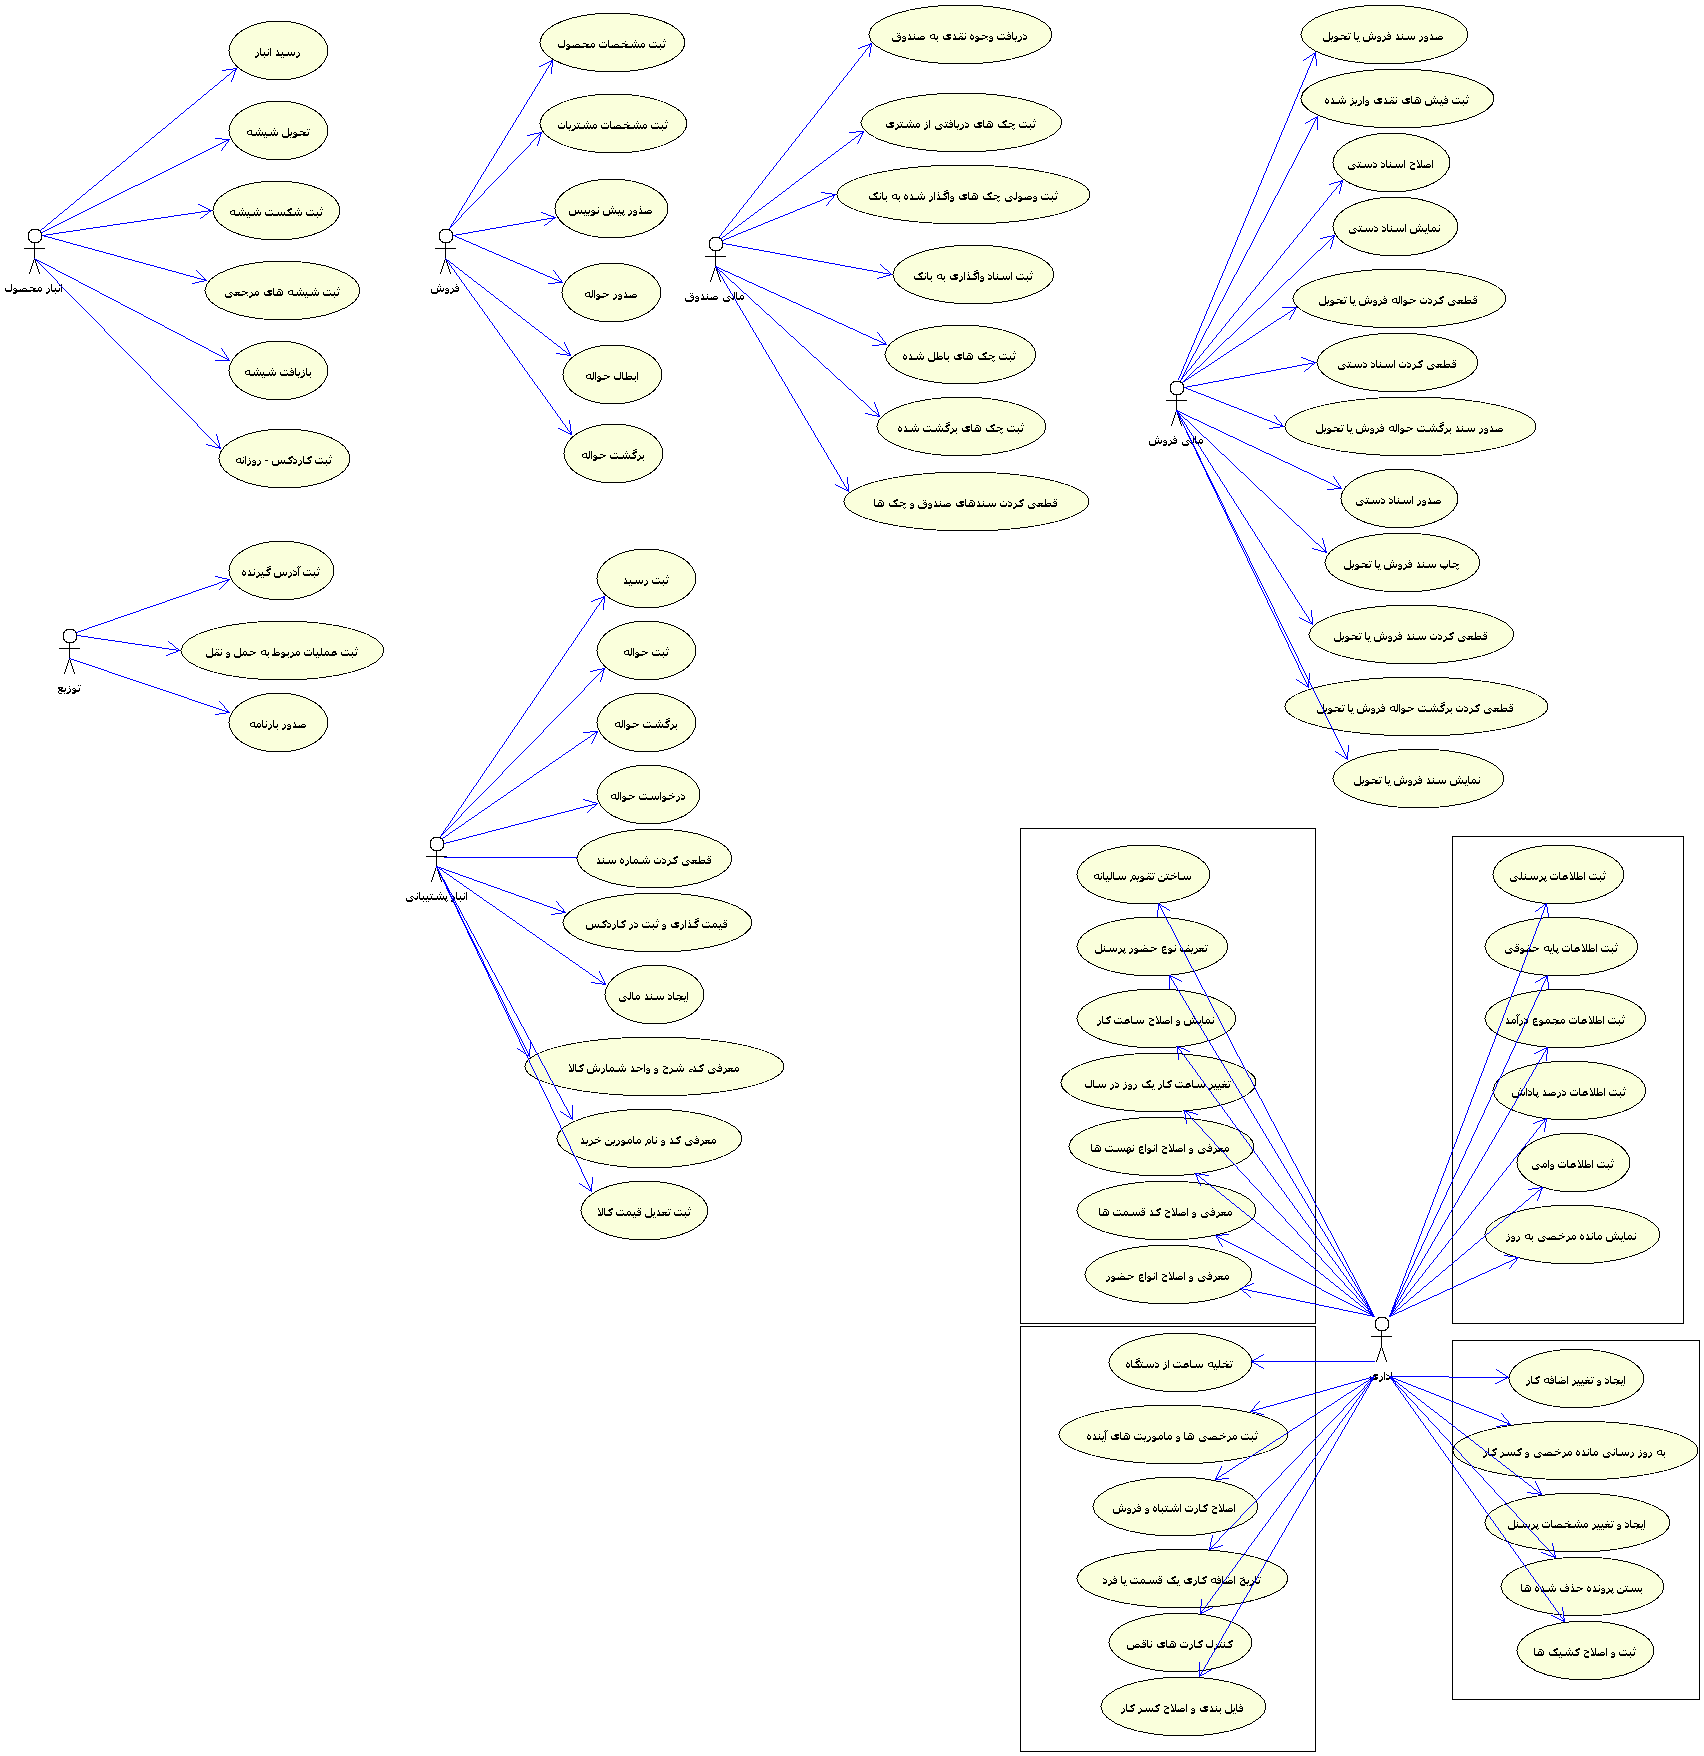 رسید انبار
تحویل شیشه
ثبت شکست شیشه
ثبت شیشه های مرجعی
بازیافت شیشه
ثبت کاردکس - روزانه
انبار محصول
ثبت مشخصات محصول
ثبت مشخصات مشتریات
صدور پیش نویس
صدور حواله
ابطال حواله
برگشت حواله
فروش
دریافت وجوه نقدی به صندوق
ثبت چک های دریافتی از مشتری
ثبت وصولی چک های واگذار شده به بانک
ثبت اسناد واگذاری به بانک
ثبت چک های باطل شده
ثبت چک های برگشت شده
قطعی کردن سندهای صندوق و چک ها
مالی صندوق
صدور سند فروش یا تحویل
ثبت فیش های نقدی واریز شده
اصلاح اسناد دستی
نمایش اسناد دستی
قطعی کردن حواله فروش یا تحویل
قطعی کردن اسناد دستی
صدور سند برگشت حواله فروش یا تحویل
صدور اسناد دستی
چاپ سند فروش یا تحویل
قطعی کردن سند فروش یا تحویل
قطعی کردن برگشت حواله فروش یا تحویل
نمایش سند فروش یا تحویل
مالی فروش
ثبت آدرس گیرنده
ثبت عملیات مربوط به حمل و نقل
صدور بارنامه
توزیع
ثبت رسید
ثبت حواله
برگشت حواله
درخواست حواله
قطعی کردن شماره سند
قیمت گذاری و ثبت در کاردکس
ایجاد سند مالی
معرفی کد، شرح و واحد شمارش کالا
معرفی کد و نام مامورین خرید
ثبت تعدیل قیمت کالا
انبار پشتیبانی
ساختن تقویم سالیانه
تعریف نوع حضور پرسنل
نمایش و اصلاح ساعت کار
تغییر ساعت کار یک روز در سال
معرفی و اصلاح انواع نهست ها
معرفی و اصلاح کد قسمت ها
معرفی و اصلاح انواع حضور
ثبت اطلاعات پرسنلی
ثبت اطلاعات پایه حقوقی
ثبت اطلاعات مجموع درآمد
ثبت اطلاعات درصد پاداش
ثبت اطلاعات وامی
نمایش مانده مرخصی به روز
اداری
تخلیه ساعت از دستگاه
ثبت مرخصی ها و ماموریت های آینده
اصلاح کارت اشتباه و فروش
تاریخ اضافه کاری یک قسمت یا فرد
کنترل کارت های ناقص
فایل بندی و اصلاح کسر کار
ایجاد و تغییر اضافه کار
به روز رسانی مانده مرخصی و کسر کار
ایجاد و تغییر مشخصات پرسنل
بستن پرونده حذف شده ها
ثبت و اصلاح کشیک ها